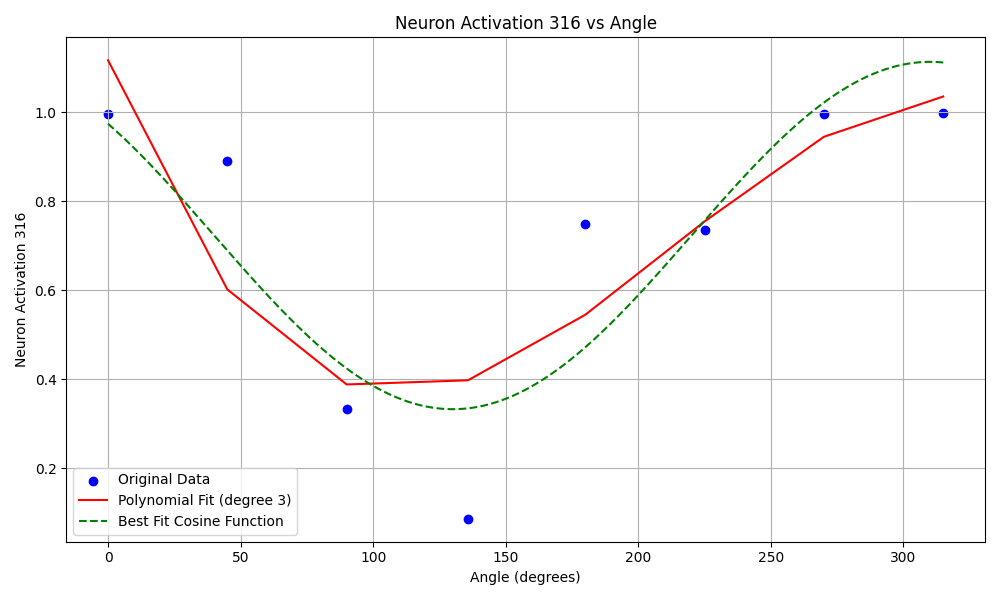 Neuron Activation 316 vs Angle
Neuron Activation 316
1.0
0.8
0.6
0.4
0.2
Original Data
Polynomial Fit (degree 3)
Best Fit Cosine Function
0 50 100 150 200 250 300
Angle (degrees)